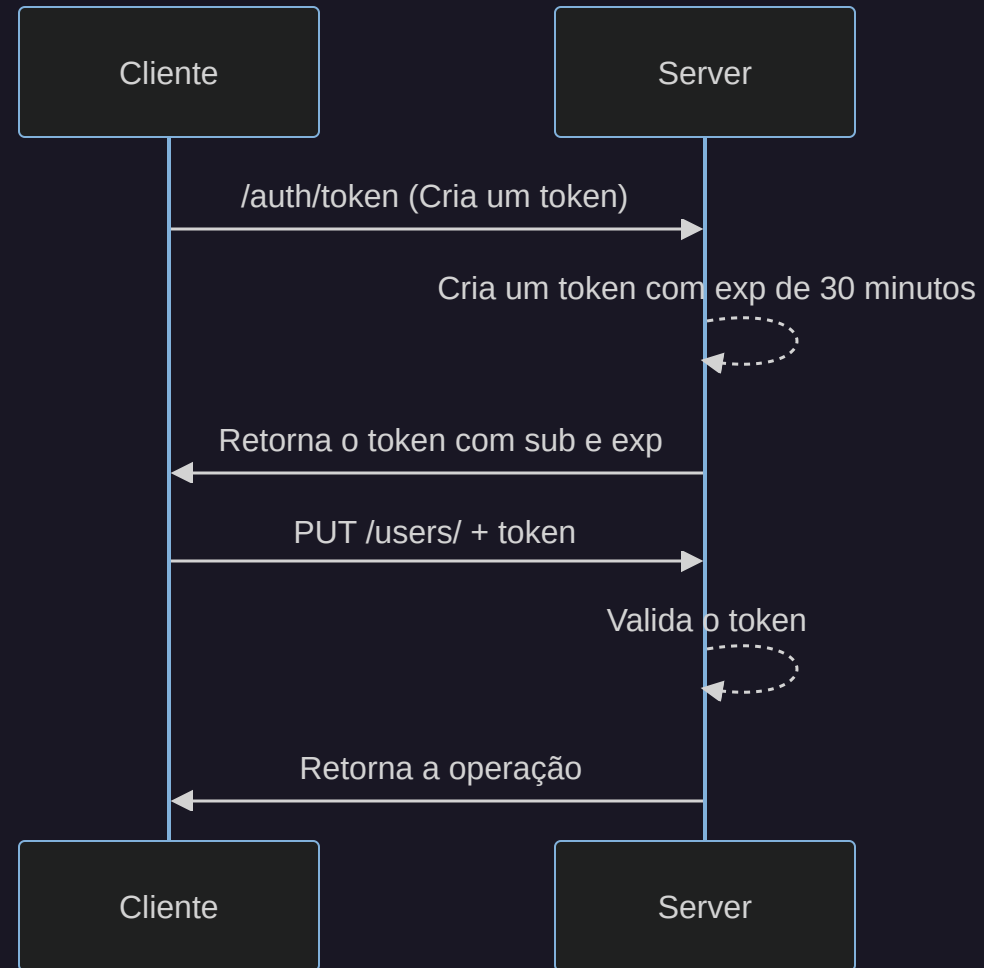 Cliente
Server
/auth/token (Cria um token)
Cria um token com exp de 30 minutos
Retorna o token com sub e exp
PUT /users/ + token
Valida o token
Retorna a operação
Cliente
Server